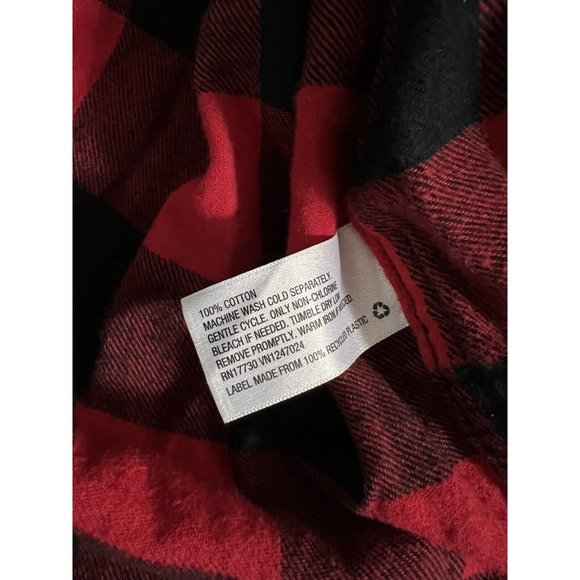 100% COTTON
MACHINE WASH COLD SEPARATELY.
GENTLE CYCLE. ONLY NON-CHLORINE
BLEACH IF NEEDED. TUMBLE DRY LOW.
REMOVE PROMPTLY. WARM IRON IF NEEDED.
RN17730 VN1247024
LABEL MADE FROM 100% RECYCLED PLASTIC